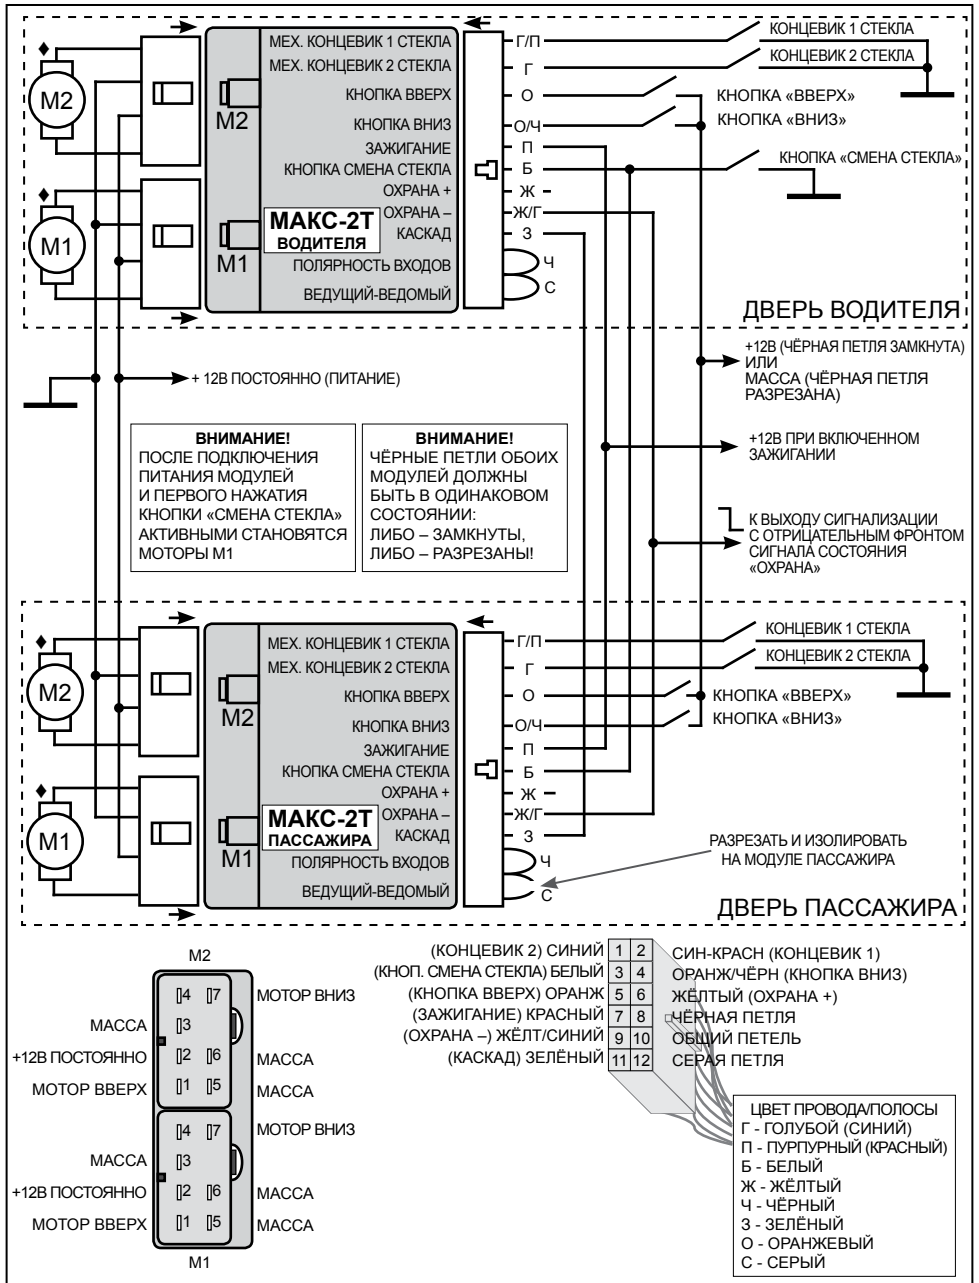 МЕХ. КОНЦЕВИК 1 СТЕКЛА
МЕХ. КОНЦЕВИК 2 СТЕКЛА
КНОПКА ВВЕРХ
КНОПКА ВНИЗ
ЗАЖИГАНИЕ
КНОПКА СМЕНА СТЕКЛА
ОХРАНА +
ОХРАНА –
КАСКАД
ПОЛЯРНОСТЬ ВХОДОВ
ВЕДУЩИЙ-ВЕДОМЫЙ
М2
М1
М2
М1
МАКС-2Т
ВОДИТЕЛЯ
Г/П
Г
О
О/Ч
П
Б
Ж
Ж/Г
З
Ч
С
КОНЦЕВИК 1 СТЕКЛА
КОНЦЕВИК 2 СТЕКЛА
КНОПКА «ВВЕРХ»
КНОПКА «ВНИЗ»
КНОПКА «СМЕНА СТЕКЛА»
ДВЕРЬ ВОДИТЕЛЯ
+ 12В ПОСТОЯННО (ПИТАНИЕ)
+12В (ЧЁРНАЯ ПЕТЛЯ ЗАМКНУТА)
ИЛИ
МАССА (ЧЁРНАЯ ПЕТЛЯ
РАЗРЕЗАНА)
ВНИМАНИЕ!
ПОСЛЕ ПОДКЛЮЧЕНИЯ
ПИТАНИЯ МОДУЛЕЙ
И ПЕРВОГО НАЖАТИЯ
КНОПКИ «СМЕНА СТЕКЛА»
АКТИВНЫМИ СТАНОВЯТСЯ
МОТОРЫ М1
ВНИМАНИЕ!
ЧЁРНЫЕ ПЕТЛИ ОБОИХ
МОДУЛЕЙ ДОЛЖНЫ
БЫТЬ В ОДИНАКОВОМ
СОСТОЯНИИ:
ЛИБО – ЗАМКНУТЫ,
ЛИБО – РАЗРЕЗАНЫ!
+12В ПРИ ВКЛЮЧЕННОМ
ЗАЖИГАНИИ
К ВЫХОДУ СИГНАЛИЗАЦИИ
С ОТРИЦАТЕЛЬНЫМ ФРОНТОМ
СИГНАЛА СОСТОЯНИЯ
«ОХРАНА»
МЕХ. КОНЦЕВИК 1 СТЕКЛА
МЕХ. КОНЦЕВИК 2 СТЕКЛА
КНОПКА ВВЕРХ
КНОПКА ВНИЗ
ЗАЖИГАНИЕ
КНОПКА СМЕНА СТЕКЛА
ОХРАНА +
ОХРАНА –
КАСКАД
ПОЛЯРНОСТЬ ВХОДОВ
ВЕДУЩИЙ-ВЕДОМЫЙ
М2
М1
М2
М1
МАКС-2Т
ПАССАЖИРА
Г/П
Г
О
О/Ч
П
Б
Ж
Ж/Г
З
Ч
С
КОНЦЕВИК 1 СТЕКЛА
КОНЦЕВИК 2 СТЕКЛА
КНОПКА «ВВЕРХ»
КНОПКА «ВНИЗ»
РАЗРЕЗАТЬ И ИЗОЛИРОВАТЬ
НА МОДУЛЕ ПАССАЖИРА
ДВЕРЬ ПАССАЖИРА
М2
4 7 МОТОР ВНИЗ
МАССА 3
+12В ПОСТОЯННО 2 6 МАССА
МОТОР ВВЕРХ 1 5 МАССА
4 7 МОТОР ВНИЗ
МАССА 3
+12В ПОСТОЯННО 2 6 МАССА
МОТОР ВВЕРХ 1 5 МАССА
М1
(КОНЦЕВИК 2) СИНИЙ 1 2 СИН-КРАСН (КОНЦЕВИК 1)
(КНОП. СМЕНА СТЕКЛА) БЕЛЫЙ 3 4 ОРАНЖ/ЧЁРН (КНОПКА ВНИЗ)
(КНОПКА ВВЕРХ) ОРАНЖ 5 6 ЖЁЛТЫЙ (ОХРАНА +)
(ЗАЖИГАНИЕ) КРАСНЫЙ 7 8 ЧЁРНАЯ ПЕТЛЯ
(ОХРАНА –) ЖЁЛТ/СИНИЙ 9 10 ОБЩИЙ ПЕТЕЛЬ
(КАСКАД) ЗЕЛЁНЫЙ 11 12 СЕРАЯ ПЕТЛЯ
ЦВЕТ ПРОВОДА/ПОЛОСЫ
Г - ГОЛУБОЙ (СИНИЙ)
П - ПУРПУРНЫЙ (КРАСНЫЙ)
Б - БЕЛЫЙ
Ж - ЖЁЛТЫЙ
Ч - ЧЁРНЫЙ
З - ЗЕЛЁНЫЙ
О - ОРАНЖЕВЫЙ
С - СЕРЫЙ